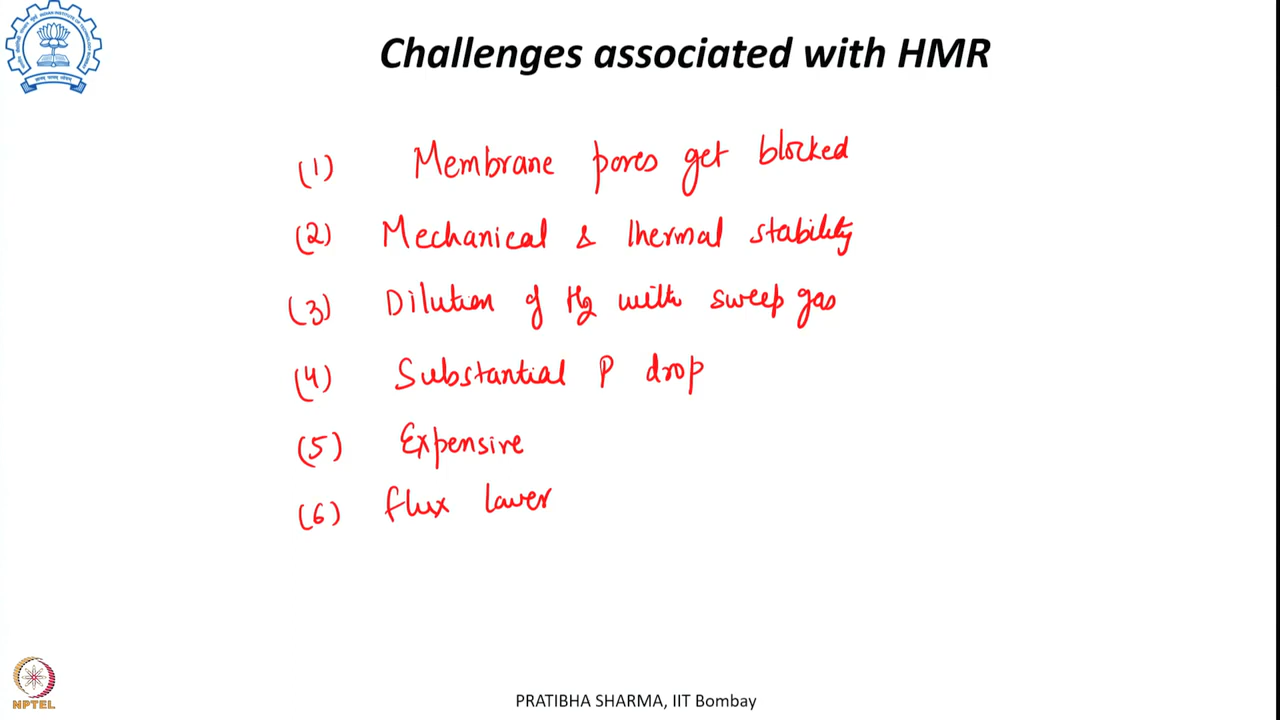 Challenges associated with HMR
(1) Membrane pores get blocked
(2) Mechanical & thermal stability
(3) Dilution of H2 with sweep gas
(4) Substantial P drop
(5) Expensive
(6) flux lower
NPTEL
PRATIBHA SHARMA, IIT Bombay